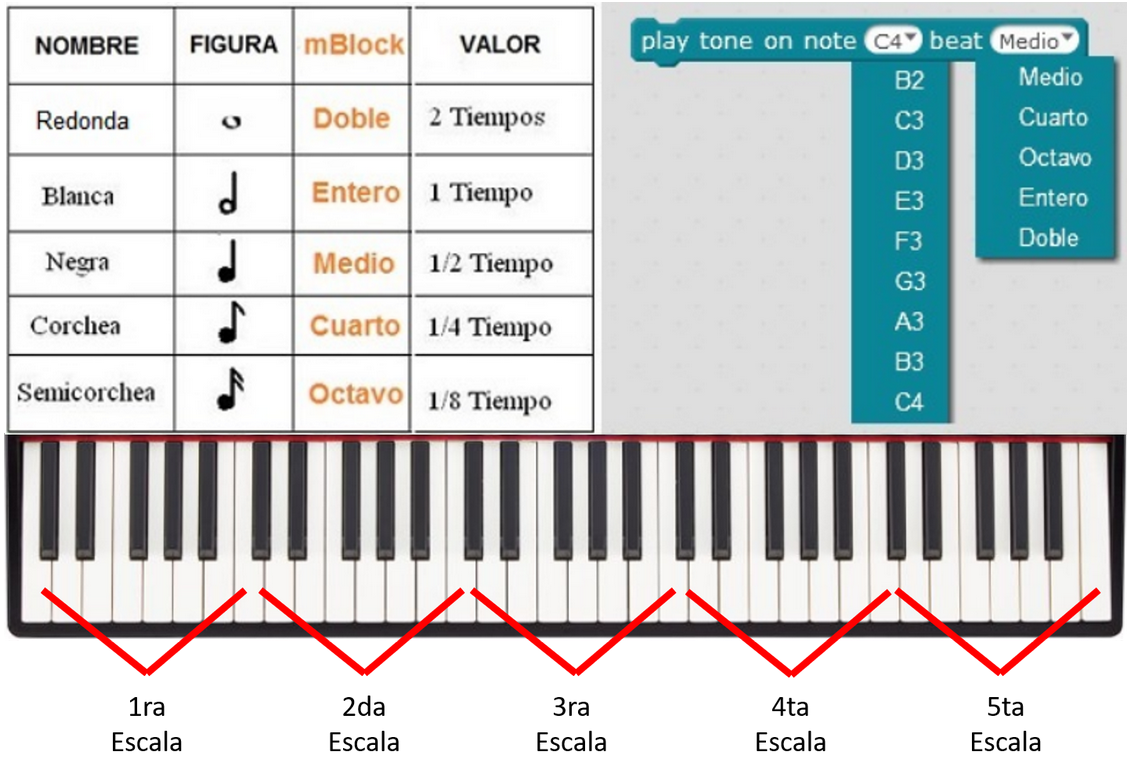 NOMBRE FIGURA mBlock VALOR
Redonda Doble 2 Tiempos
Blanca Entero 1 Tiempo
Negra Medio 1/2 Tiempo
Corchea Cuarto 1/4 Tiempo
Semicorchea Octavo 1/8 Tiempo
play tone on note C4 beat Medio
B2
C3
D3
E3
F3
G3
A3
B3
C4
Medio
Cuarto
Octavo
Entero
Doble
1ra
Escala
2da
Escala
3ra
Escala
4ta
Escala
5ta
Escala